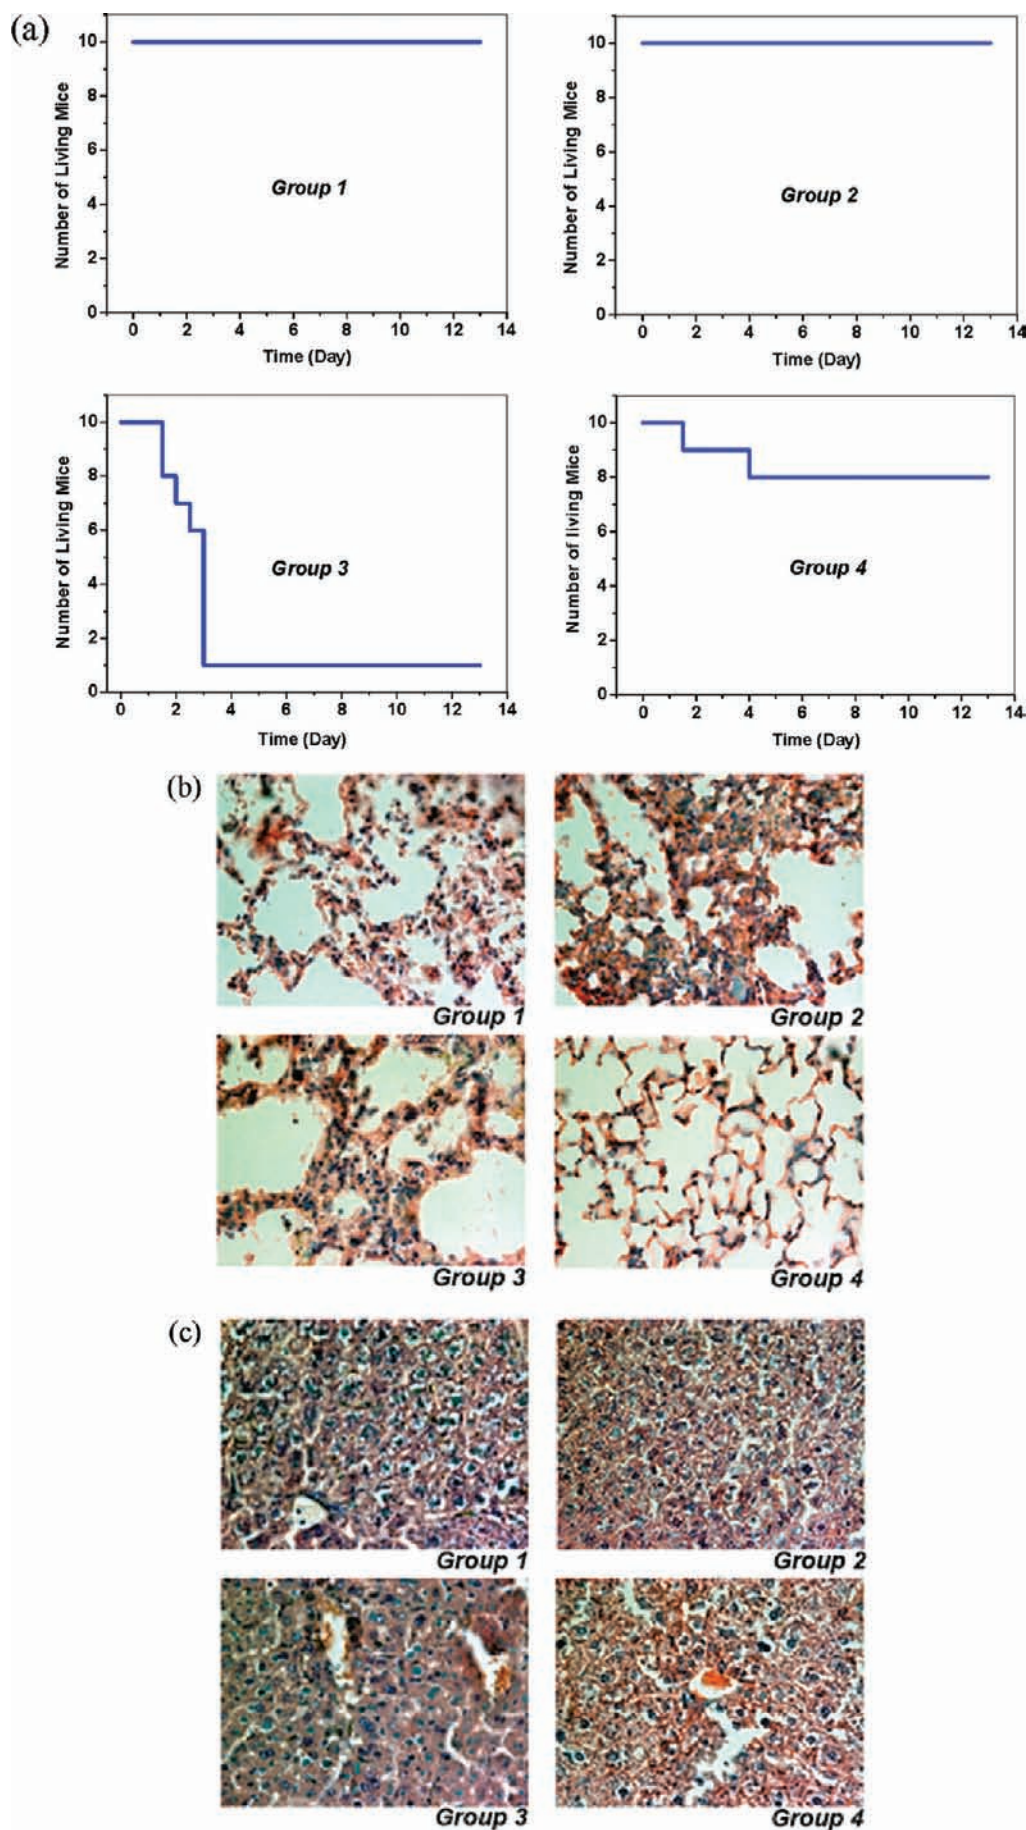 (a)
10
8
6
4
2
0
Number of Living Mice
Group 1
0 2 4 6 8 10 12 14
Time (Day)
10
8
6
4
2
0
Number of Living Mice
Group 2
0 2 4 6 8 10 12 14
Time (Day)
10
8
6
4
2
0
Number of Living Mice
Group 3
0 2 4 6 8 10 12 14
Time (Day)
10
8
6
4
2
0
Number of living Mice
Group 4
0 2 4 6 8 10 12 14
Time (Day)
(b)
Group 1
Group 2
Group 3
Group 4
(c)
Group 1
Group 2
Group 3
Group 4